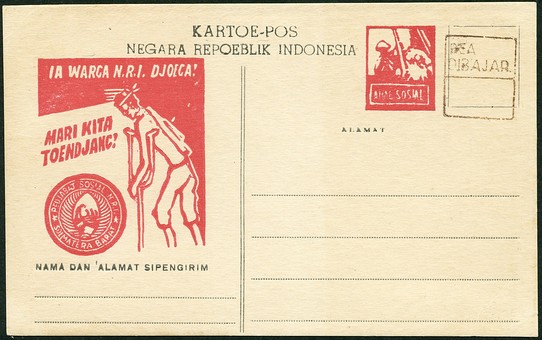 KARTOE-POS
NEGARA REPOEBLIK INDONESIA
IA WARGA N.R.I. DJOEGA!
MARI KITA
TOENDJANG!
SOSIAL N.R.I.
SUMATERA BARAT
NAMA DAN ALAMAT SIPENGIRIM
AMAL SOSIAL
BEA
DIBAJAR
ALAMAT